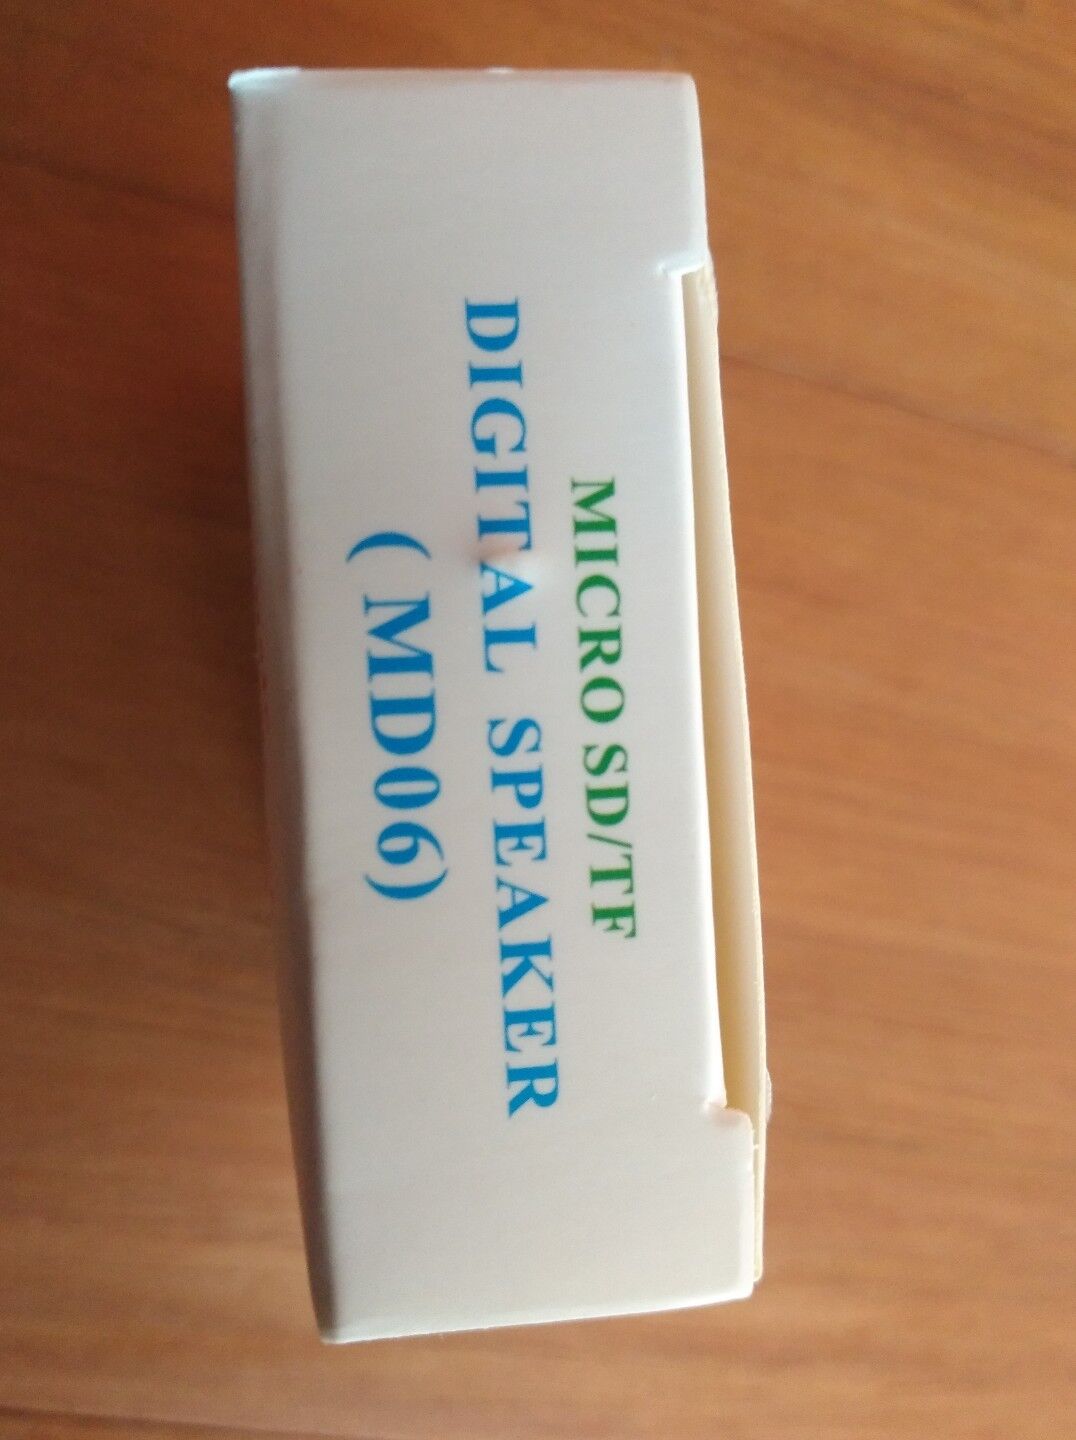 MICRO SD/TF
DIGITAL SPEAKER
( MD06)